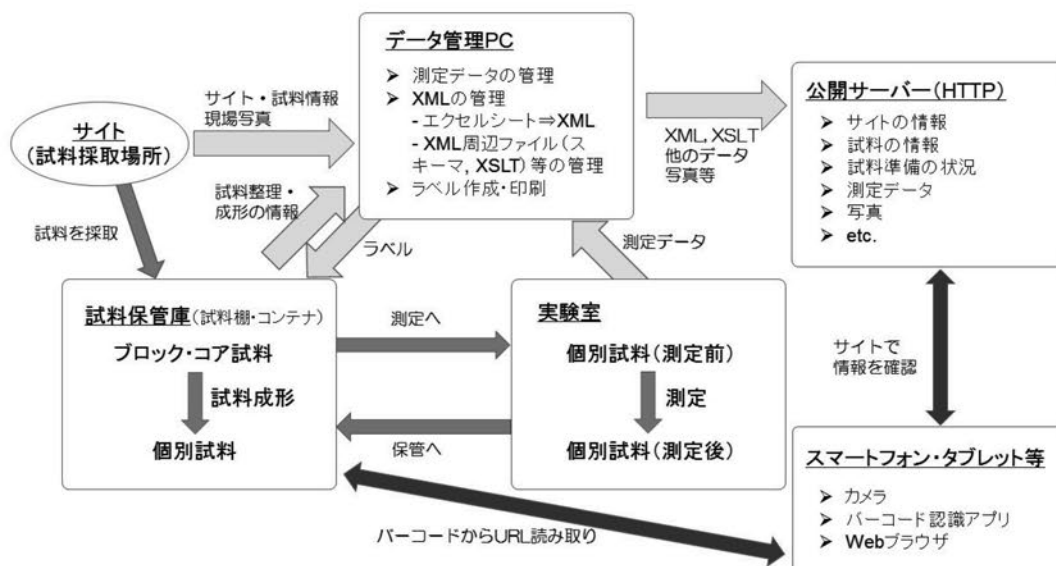 データ管理PC
➤ 測定データの管理
➤ XMLの管理
- エクセルシート⇒XML
- XML周辺ファイル(ス
キーマ, XSLT)等の管理
➤ ラベル作成・印刷
サイト・試料情報
現場写真
サイト
(試料採取場所)
XML, XSLT
他のデータ
写真等
公開サーバー(HTTP)
➤ サイトの情報
➤ 試料の情報
➤ 試料準備の状況
➤ 測定データ
➤ 写真
➤ etc.
試料を採取
試料整理・
成形の情報
ラベル
測定データ
試料保管庫(試料棚・コンテナ)
ブロック・コア試料
試料成形
個別試料
測定へ
保管へ
実験室
個別試料(測定前)
測定
個別試料(測定後)
サイトで
情報を確認
バーコードからURL読み取り
スマートフォン・タブレット等
➤ カメラ
➤ バーコード認識アプリ
➤ Webブラウザ